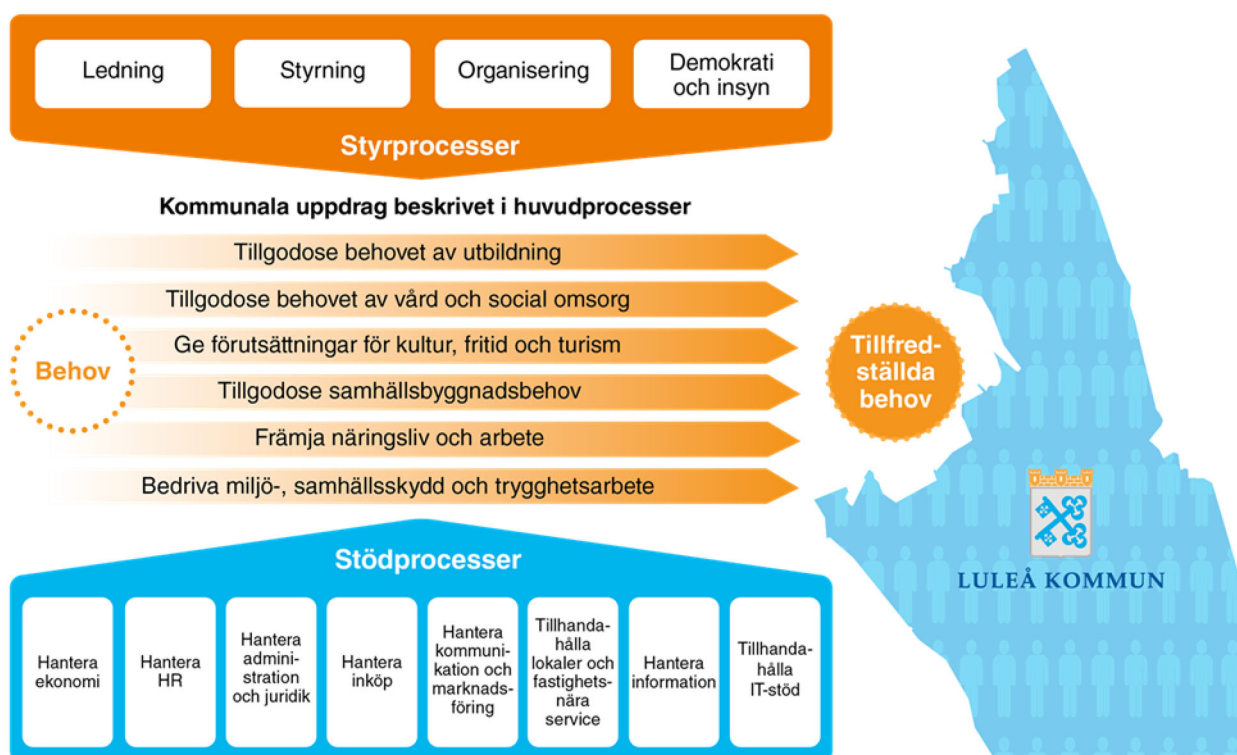 Ledning
Styrning
Organisering
Demokrati
och insyn
Styrprocesser
Kommunala uppdrag beskrivet i huvudprocesser
Tillgodose behovet av utbildning
Tillgodose behovet av vård och social omsorg
Ge förutsättningar för kultur, fritid och turism
Tillgodose samhällsbyggnadsbehov
Främja näringsliv och arbete
Bedriva miljö-, samhällsskydd och trygghetsarbete
Behov
Tillfred-
ställda
behov
LULEÅ KOMMUN
Stödprocesser
Hantera
ekonomi
Hantera
HR
Hantera
admini-
stration
och juridik
Hantera
inköp
Hantera
kommuni-
kation och
marknads-
föring
Tillhanda-
hålla
lokaler och
fastighets-
nära
service
Hantera
information
Tillhanda-
hålla
IT-stöd